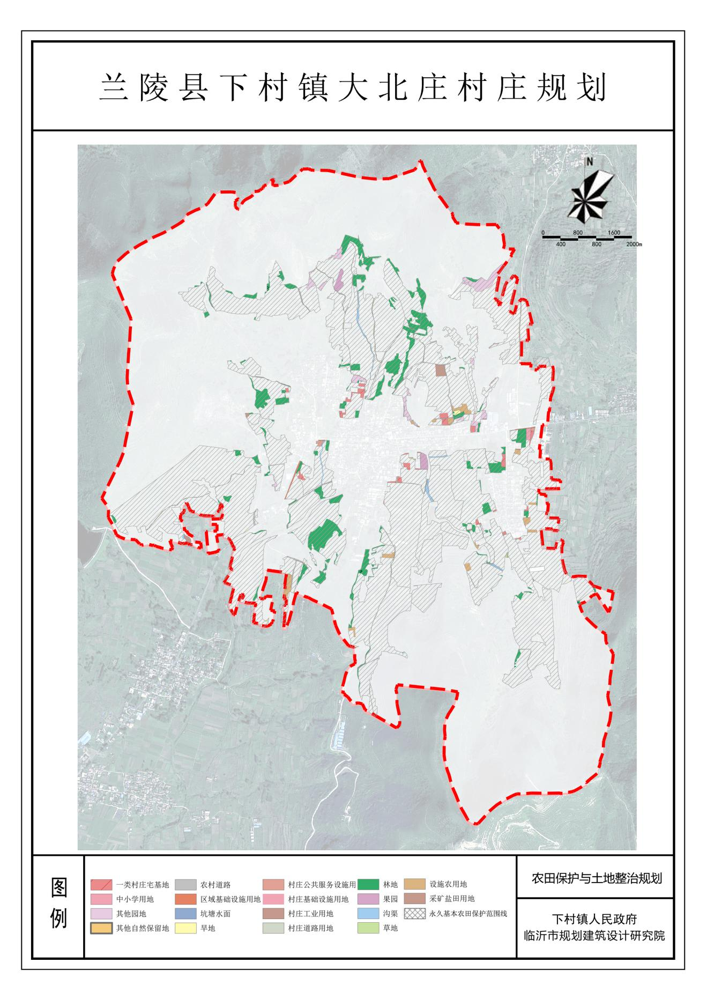 兰陵县下村镇大北庄村庄规划
N
0 800 1600
400 800 2000m
图例
一类村庄宅基地
中小学用地
其他园地
其他自然保留地
农村道路
区域基础设施用地
坑塘水面
旱地
村庄公共服务设施用
村庄基础设施用地
村庄工业用地
村庄道路用地
林地
果园
沟渠
草地
设施农用地
采矿盐田用地
永久基本农田保护范围线
农田保护与土地整治规划
下村镇人民政府
临沂市规划建筑设计研究院